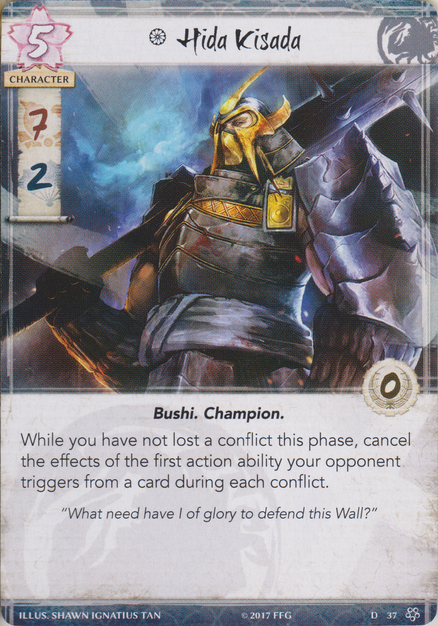 5
Hida Kisada
CHARACTER
7
2
0
Bushi. Champion.
While you have not lost a conflict this phase, cancel
the effects of the first action ability your opponent
triggers from a card during each conflict.
“What need have I of glory to defend this Wall?”
ILLUS. SHAWN IGNATIUS TAN © 2017 FFG D 37